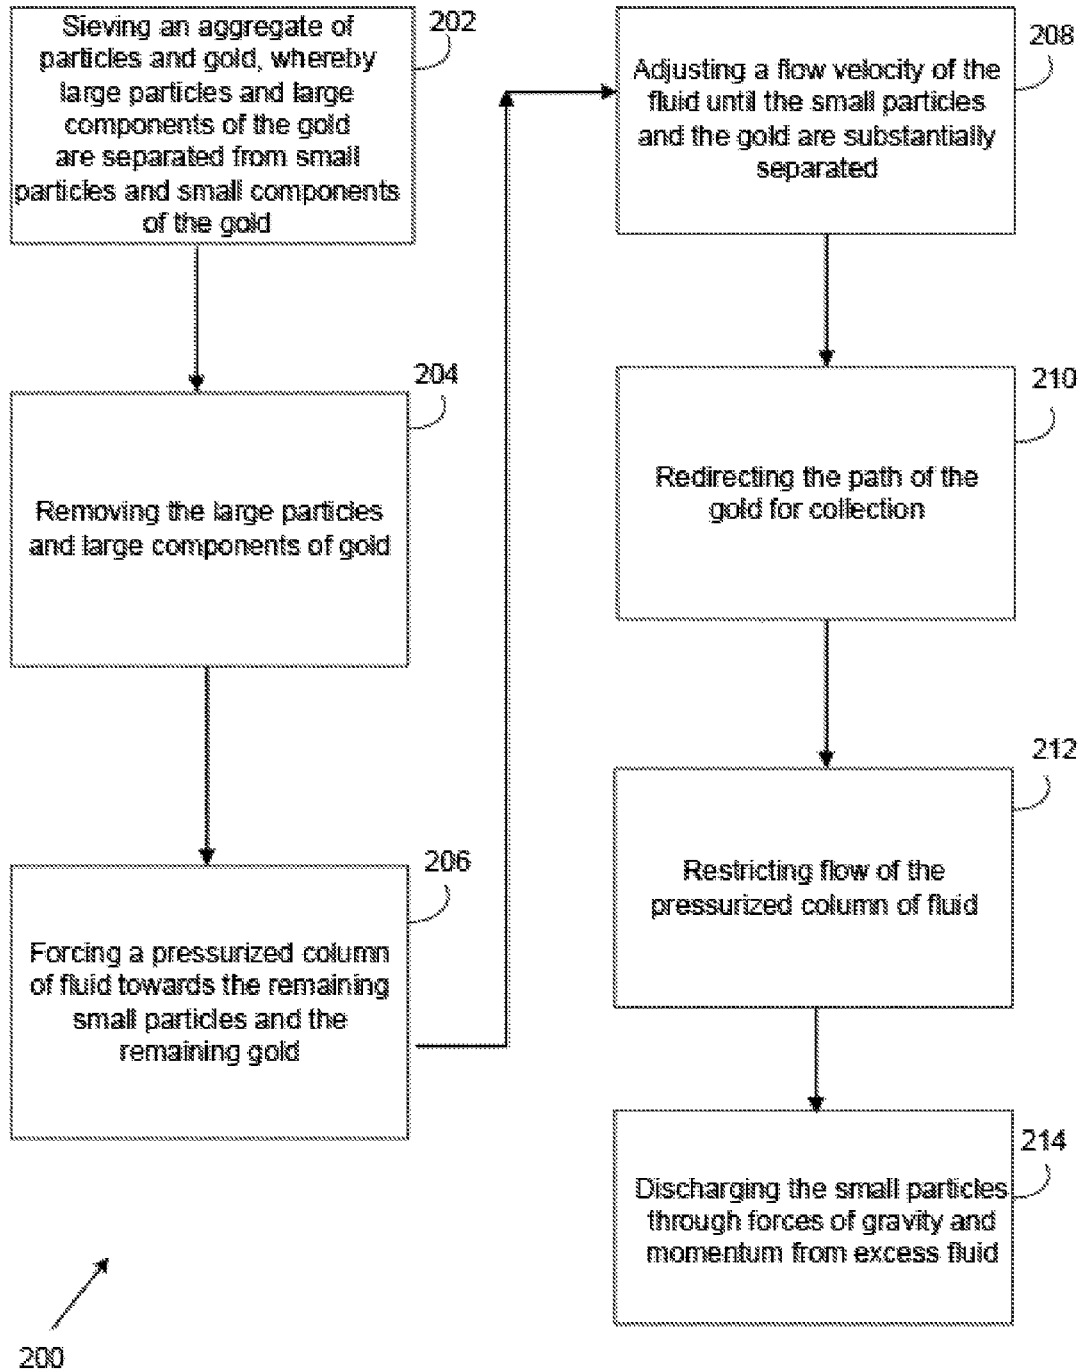 Sieving an aggregate of
particles and gold, whereby
large particles and large
components of the gold
are separated from small
particles and small components
of the gold
202
Removing the large particles
and large components of gold
204
Forcing a pressurized column
of fluid towards the remaining
small particles and the
remaining gold
206
Adjusting a flow velocity of the
fluid until the small particles
and the gold are substantially
separated
208
Redirecting the path of the
gold for collection
210
Restricting flow of the
pressurized column of fluid
212
Discharging the small particles
through forces of gravity and
momentum from excess fluid
214
200